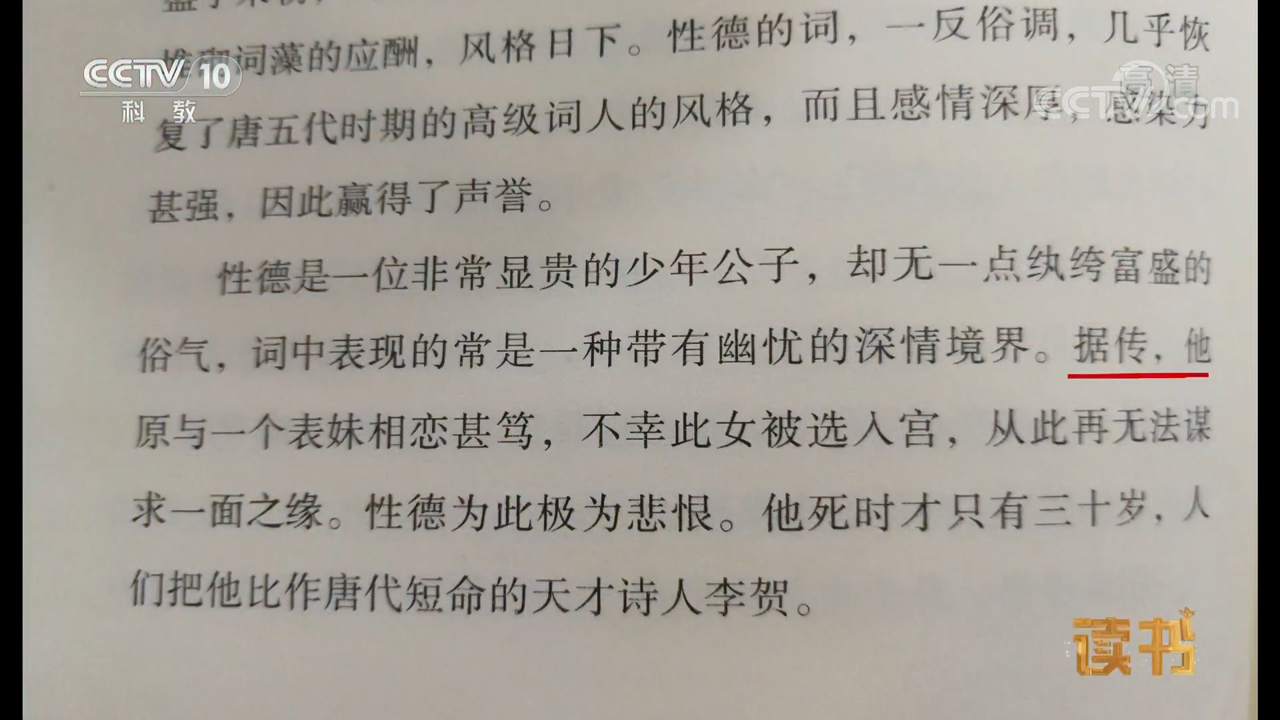 词藻的应酬，风格日下。性德的词，一反俗调，几乎恢
复了唐五代时期的高级词人的风格，而且感情深厚，感染力
甚强，因此赢得了声誉。
性德是一位非常显贵的少年公子，却无一点纨绔富盛的
俗气，词中表现的常是一种带有幽忧的深情境界。据传，他
原与一个表妹相恋甚笃，不幸此女被选入宫，从此再无法谋
求一面之缘。性德为此极为悲恨。他死时才只有三十岁，人
们把他比作唐代短命的天才诗人李贺。
CCTV 10
科教
高清
CCTV.com
读书